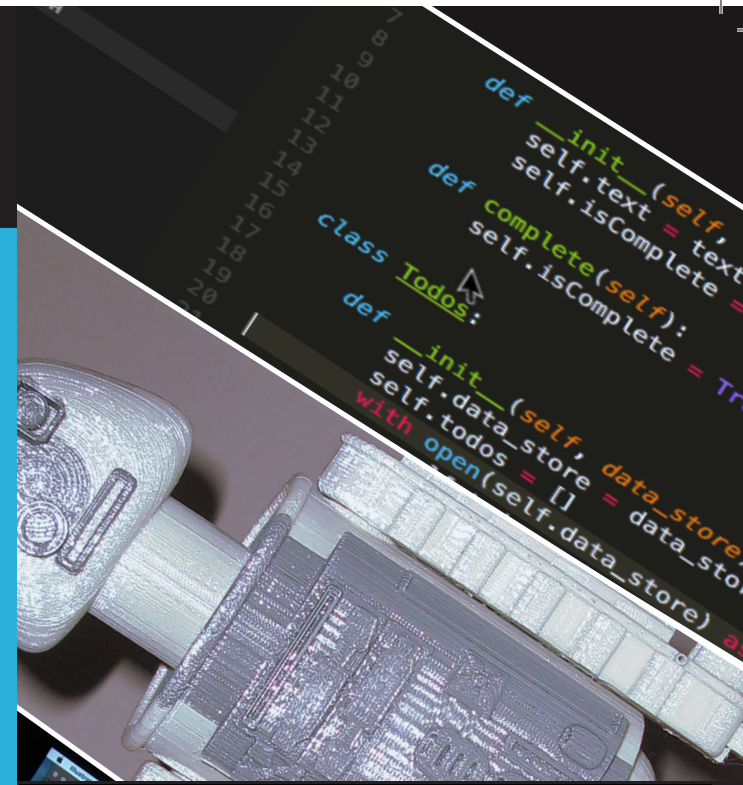 7
8
9
10
11
12
13
14
15
16
17
18
19
20
def __init__(self,
self.text = text
self.isComplete =
def complete(self):
self.isComplete = Tr
class Todos:
def __init__(self, data_store,
self.data_store = data_sto
self.todos = []
with open(self.data_store) as